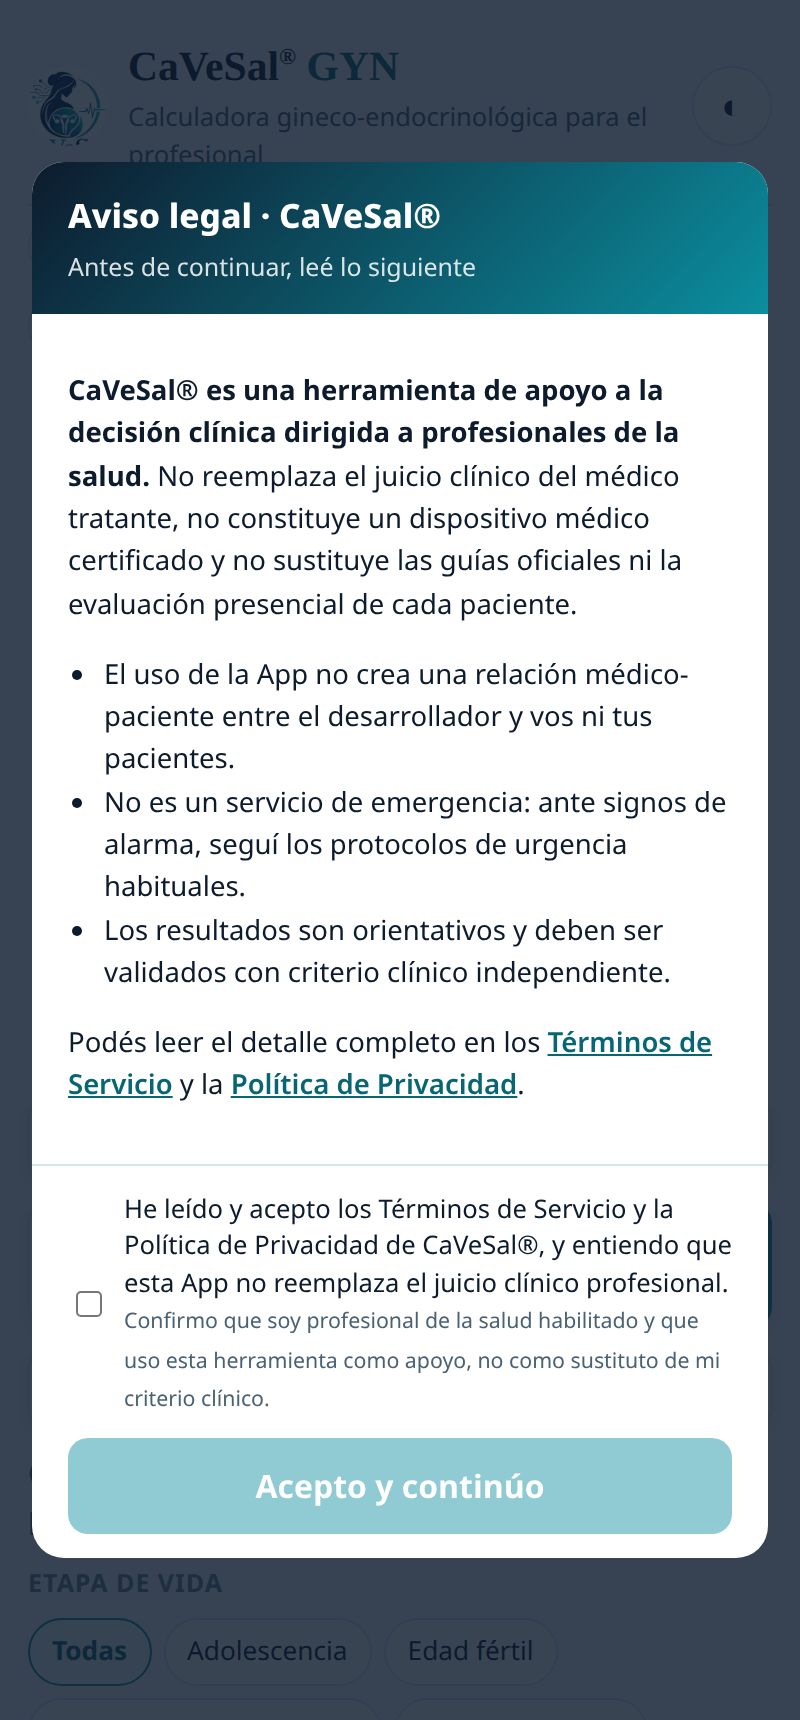 CaVeSal® GYN
Calculadora gineco-endocrinológica para el
profesional
Aviso legal · CaVeSal®
Antes de continuar, leé lo siguiente
CaVeSal® es una herramienta de apoyo a la
decisión clínica dirigida a profesionales de la
salud. No reemplaza el juicio clínico del médico
tratante, no constituye un dispositivo médico
certificado y no sustituye las guías oficiales ni la
evaluación presencial de cada paciente.
• El uso de la App no crea una relación médico-
paciente entre el desarrollador y vos ni tus
pacientes.
• No es un servicio de emergencia: ante signos de
alarma, seguí los protocolos de urgencia
habituales.
• Los resultados son orientativos y deben ser
validados con criterio clínico independiente.
Podés leer el detalle completo en los Términos de
Servicio y la Política de Privacidad.
He leído y acepto los Términos de Servicio y la
Política de Privacidad de CaVeSal®, y entiendo que
esta App no reemplaza el juicio clínico profesional.
Confirmo que soy profesional de la salud habilitado y que
uso esta herramienta como apoyo, no como sustituto de mi
criterio clínico.
Acepto y continúo
ETAPA DE VIDA
Todas Adolescencia Edad fértil